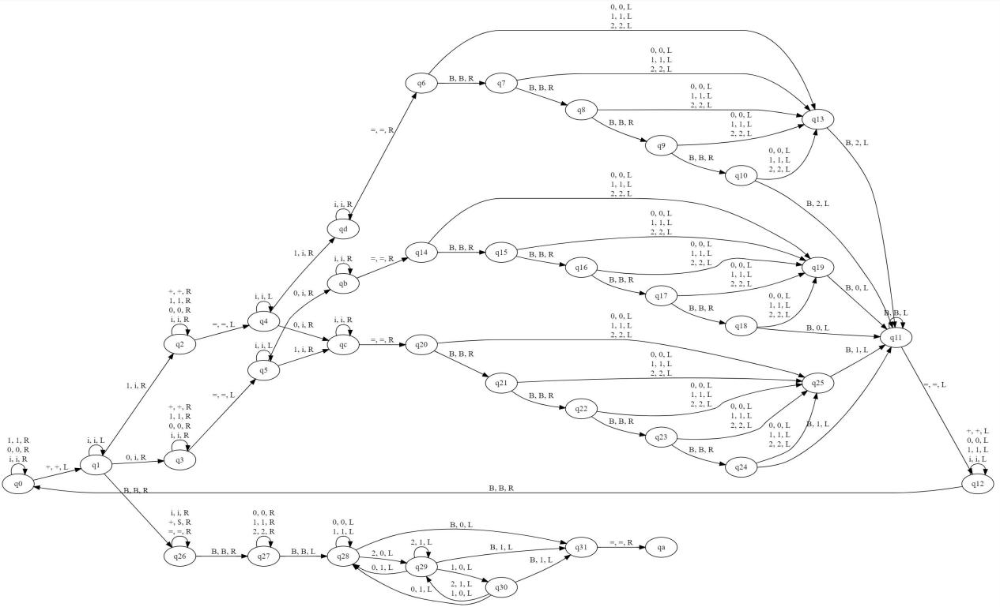 0, 0, L
1, 1, L
2, 2, L
0, 0, L
1, 1, L
2, 2, L
q6
B, B, R
q7
B, B, R
0, 0, L
1, 1, L
2, 2, L
q8
q13
0, 0, L
1, 1, L
2, 2, L
B, B, R
=, =, R
B, 2, L
q9
0, 0, L
1, 1, L
2, 2, L
B, B, R
q10
0, 0, L
1, 1, L
2, 2, L
B, 2, L
i, i, R
qd
0, 0, L
1, 1, L
2, 2, L
1, i, R
i, i, R
=, =, R
q14
B, B, R
q15
B, B, R
0, 0, L
1, 1, L
2, 2, L
q16
q19
qb
0, i, R
0, 0, L
1, 1, L
2, 2, L
B, B, R
B, 0, L
q17
+, +, R
1, 1, R
0, 0, R
i, i, R
q2
=, =, L
i, i, L
q4
0, 0, L
1, 1, L
2, 2, L
B, B, R
q18
B, 0, L
B, B, L
q11
0, i, R
i, i, R
qc
1, i, R
=, =, R
q20
0, 0, L
1, 1, L
2, 2, L
B, B, R
B, 1, L
i, i, L
q5
0, 0, L
1, 1, L
2, 2, L
q21
q25
1, i, R
=, =, L
B, B, R
0, 0, L
1, 1, L
2, 2, L
=, =, L
q22
+, +, R
1, 1, R
0, 0, R
i, i, R
q3
0, 0, L
1, 1, L
2, 2, L
B, B, R
B, 1, L
q23
0, 0, L
1, 1, L
2, 2, L
B, B, R
q24
1, 1, R
0, 0, R
i, i, R
q0
+, +, L
i, i, L
q1
0, i, R
+, +, L
0, 0, L
1, 1, L
i, i, L
q12
B, B, R
B, B, R
i, i, R
+, S, R
=, =, R
q26
B, B, R
0, 0, R
1, 1, R
2, 2, R
q27
B, B, L
0, 0, L
1, 1, L
q28
B, 0, L
2, 0, L
0, 1, L
2, 1, L
q29
B, 1, L
q31
=, =, R
qa
1, 0, L
B, 1, L
q30
2, 1, L
1, 0, L
0, 1, L